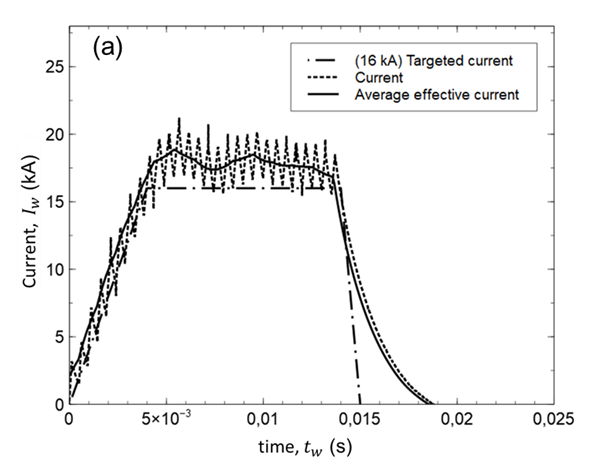 (a)
(16 kA) Targeted current
Current
Average effective current
25
20
15
10
5
0
Current, I_w (kA)
0
5×10⁻³
0,01
0,015
0,02
0,025
time, t_w (s)